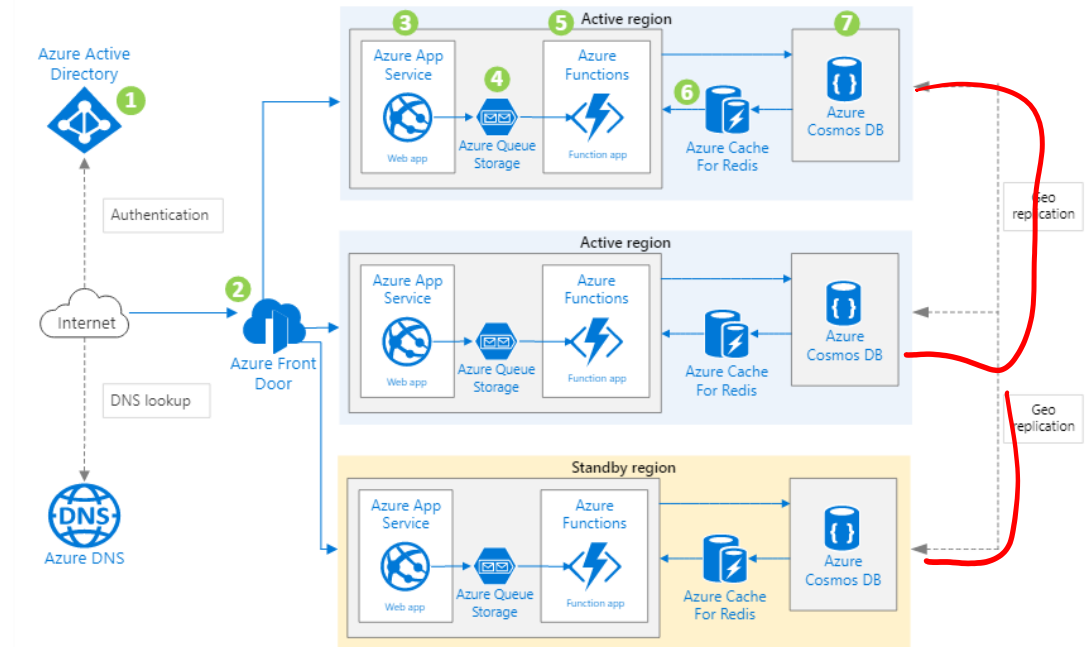 Azure Active
Directory
1
Authentication
Internet
DNS lookup
DNS
Azure DNS
2
Azure Front
Door
Active region
3
Azure App
Service
Web app
4
Azure Queue
Storage
5
Azure
Functions
Function app
6
Azure Cache
For Redis
7
Azure
Cosmos DB
Geo
replication
Active region
Azure App
Service
Web app
Azure Queue
Storage
Azure
Functions
Function app
Azure Cache
For Redis
Azure
Cosmos DB
Geo
replication
Standby region
Azure App
Service
Web app
Azure Queue
Storage
Azure
Functions
Function app
Azure Cache
For Redis
Azure
Cosmos DB